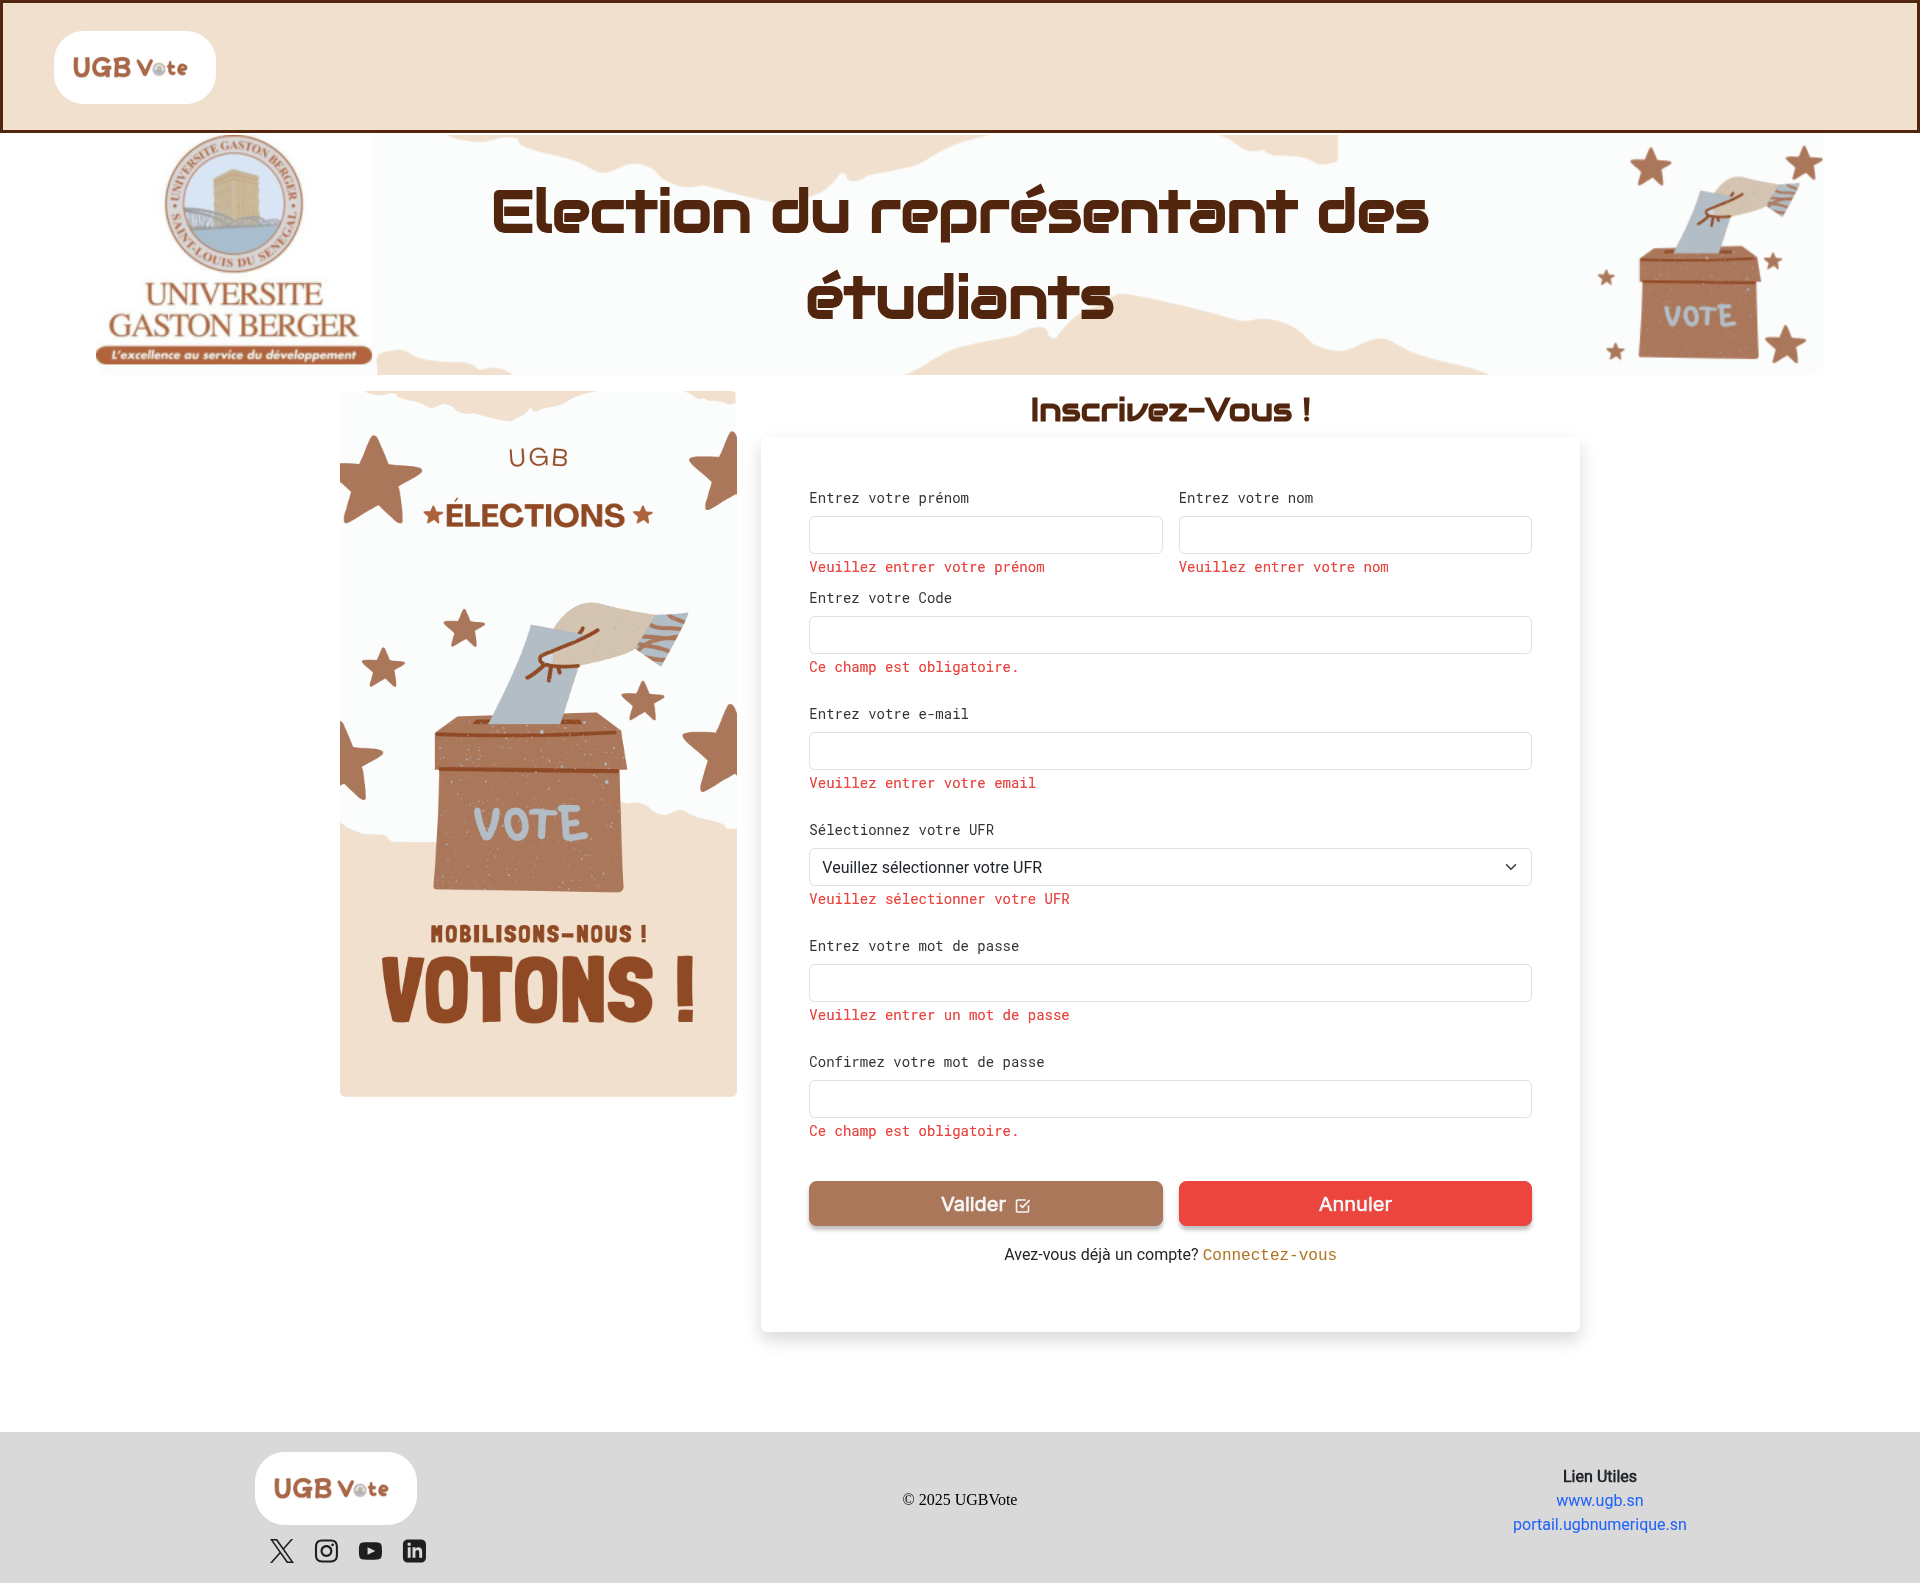 UGB Vote
UNIVERSITE GASTON BERGER
SAINT-LOUIS DU SENEGAL
UNIVERSITE
GASTON BERGER
L'excellence au service du développement
Election du représentant des
étudiants
VOTE
UGB
ÉLECTIONS
VOTE
MOBILISONS-NOUS !
VOTONS !
Inscrivez-Vous !
Entrez votre prénom
Entrez votre nom
Veuillez entrer votre prénom
Veuillez entrer votre nom
Entrez votre Code
Ce champ est obligatoire.
Entrez votre e-mail
Veuillez entrer votre email
Sélectionnez votre UFR
Veuillez sélectionner votre UFR
Veuillez sélectionner votre UFR
Entrez votre mot de passe
Veuillez entrer un mot de passe
Confirmez votre mot de passe
Ce champ est obligatoire.
Valider
Annuler
Avez-vous déjà un compte? Connectez-vous
UGB Vote
© 2025 UGBVote
Lien Utiles
www.ugb.sn
portail.ugbnumerique.sn